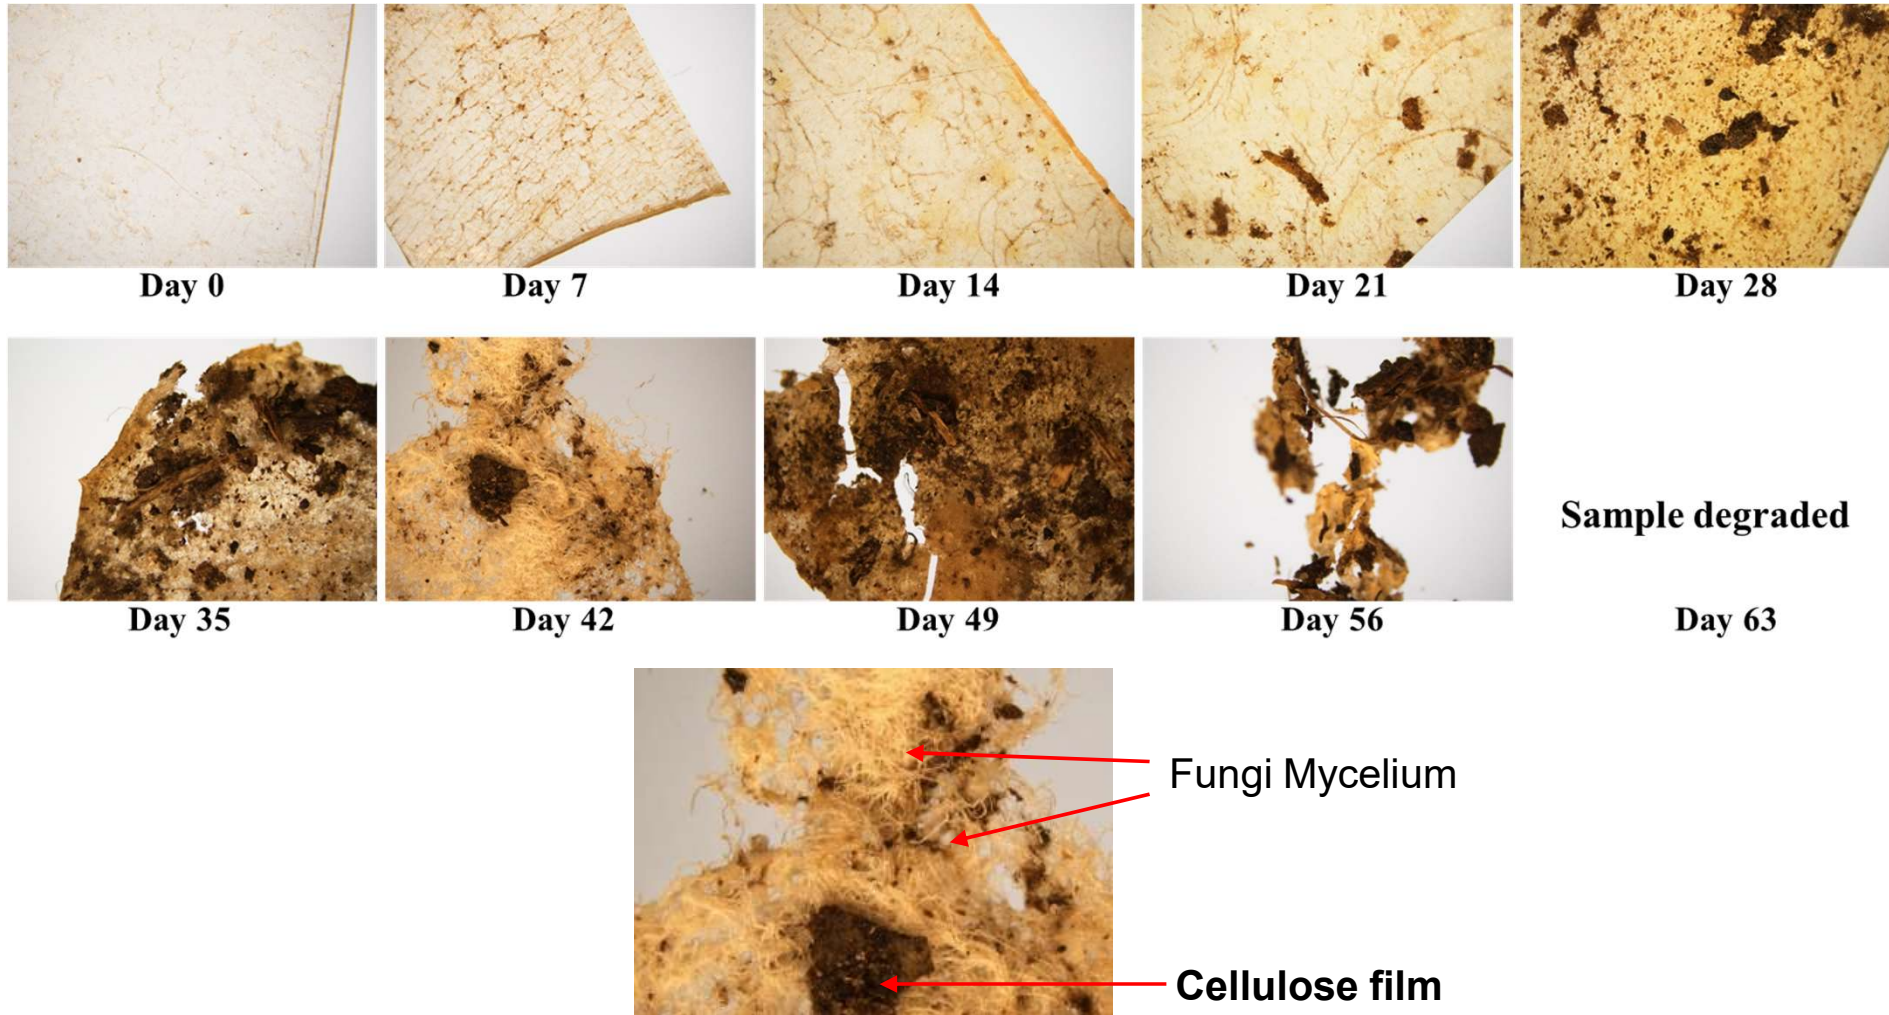 Day 0
Day 7
Day 14
Day 21
Day 28
Sample degraded
Day 35
Day 42
Day 49
Day 56
Day 63
Fungi Mycelium
Cellulose film